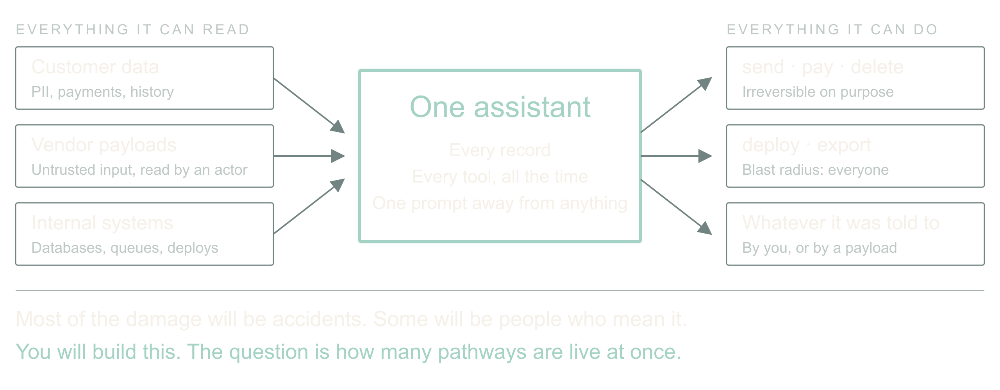 EVERYTHING IT CAN READ
Customer data
PII, payments, history
Vendor payloads
Untrusted input, read by an actor
Internal systems
Databases, queues, deploys
One assistant
Every record
Every tool, all the time
One prompt away from anything
EVERYTHING IT CAN DO
send · pay · delete
Irreversible on purpose
deploy · export
Blast radius: everyone
Whatever it was told to
By you, or by a payload
Most of the damage will be accidents. Some will be people who mean it.
You will build this. The question is how many pathways are live at once.